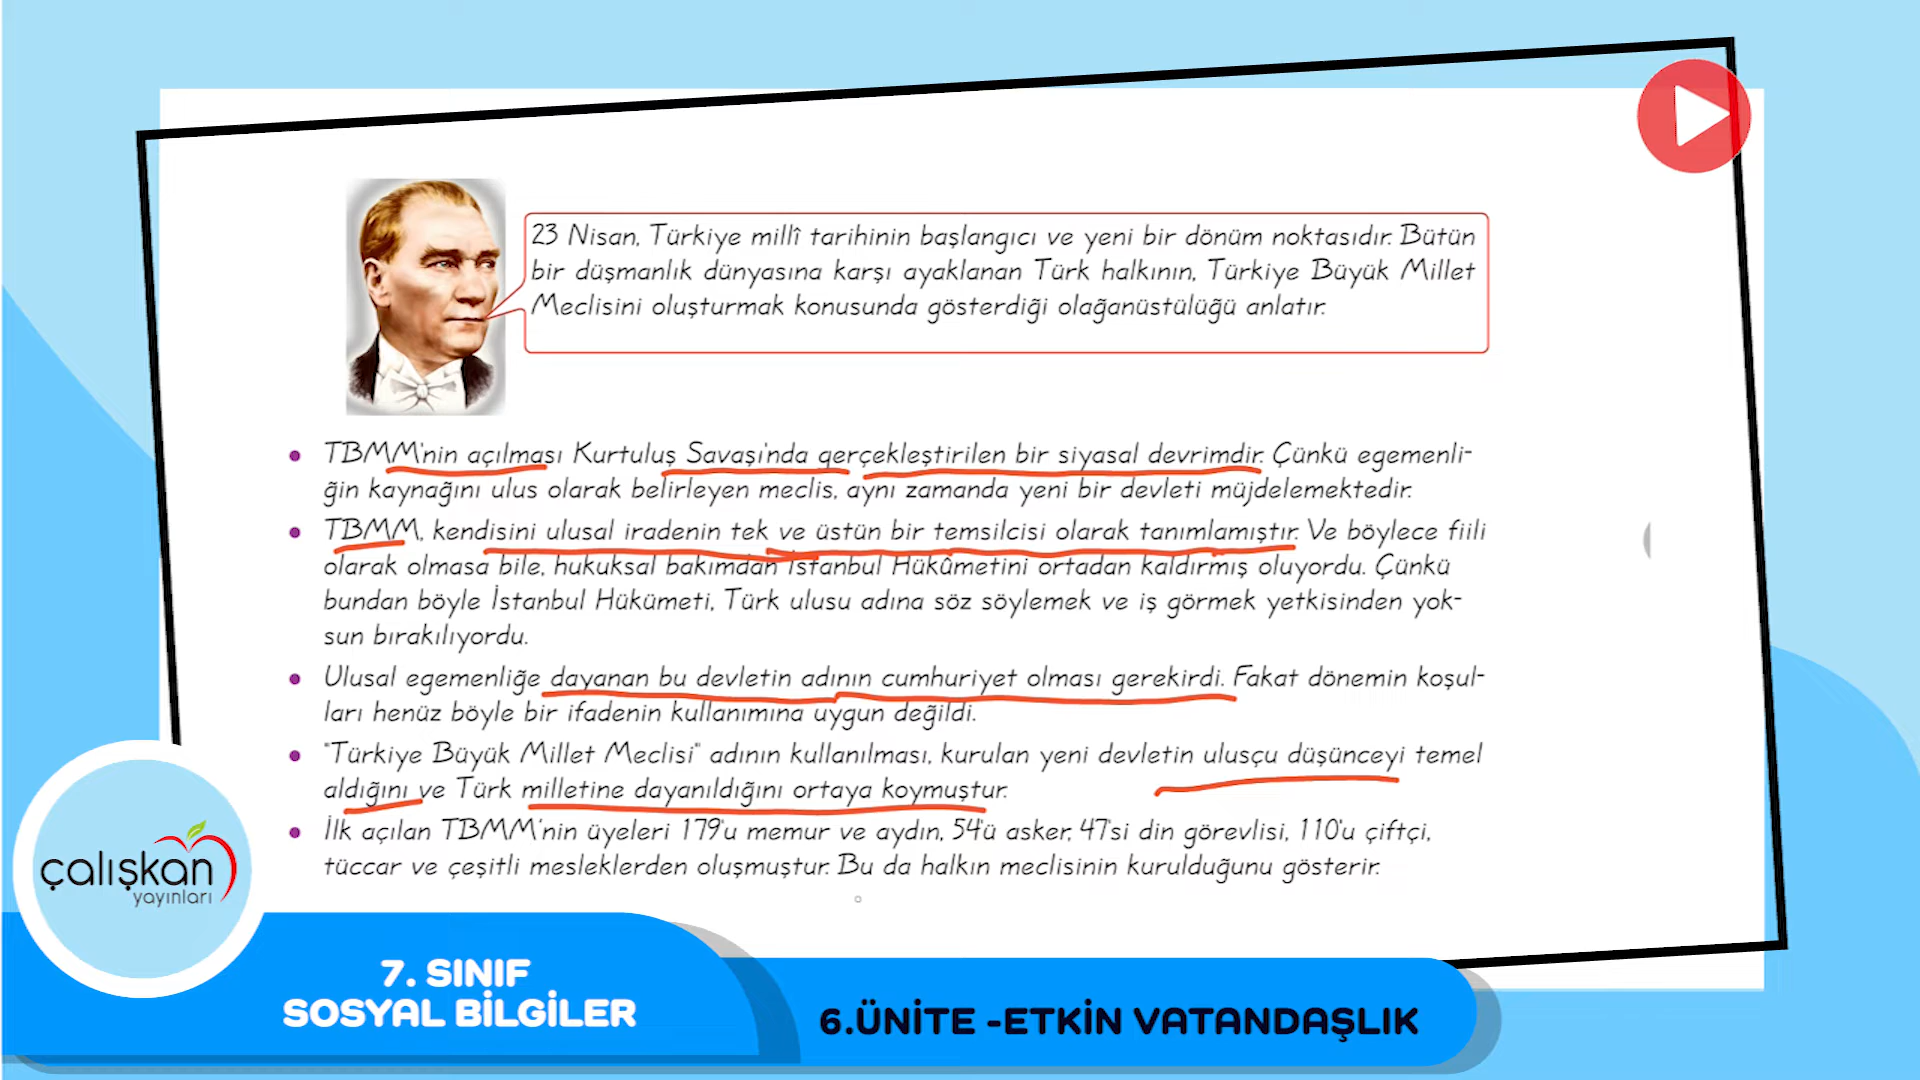 23 Nisan, Türkiye millî tarihinin başlangıcı ve yeni bir dönüm noktasıdır. Bütün
bir düşmanlık dünyasına karşı ayaklanan Türk halkının, Türkiye Büyük Millet
Meclisini oluşturmak konusunda gösterdiği olağanüstülüğü anlatır.
• TBMM'nin açılması Kurtuluş Savaşı'nda gerçekleştirilen bir siyasal devrimdir. Çünkü egemenli-
ğin kaynağını ulus olarak belirleyen meclis, aynı zamanda yeni bir devleti müjdelemektedir.
• TBMM, kendisini ulusal iradenin tek ve üstün bir temsilcisi olarak tanımlamıştır. Ve böylece fiili
olarak olmasa bile, hukuksal bakımdan İstanbul Hükûmetini ortadan kaldırmış oluyordu. Çünkü
bundan böyle İstanbul Hükümeti, Türk ulusu adına söz söylemek ve iş görmek yetkisinden yok-
sun bırakılıyordu.
• Ulusal egemenliğe dayanan bu devletin adının cumhuriyet olması gerekirdi. Fakat dönemin koşul-
ları henüz böyle bir ifadenin kullanımına uygun değildi.
• "Türkiye Büyük Millet Meclisi" adının kullanılması, kurulan yeni devletin ulusçu düşünceyi temel
aldığını ve Türk milletine dayanıldığını ortaya koymuştur.
• İlk açılan TBMM'nin üyeleri 179'u memur ve aydın, 54'ü asker, 47'si din görevlisi, 110'u çiftçi,
tüccar ve çeşitli mesleklerden oluşmuştur. Bu da halkın meclisinin kurulduğunu gösterir.
çalışkan
yayınları
7. SINIF
SOSYAL BİLGİLER
6.ÜNİTE -ETKİN VATANDAŞLIK